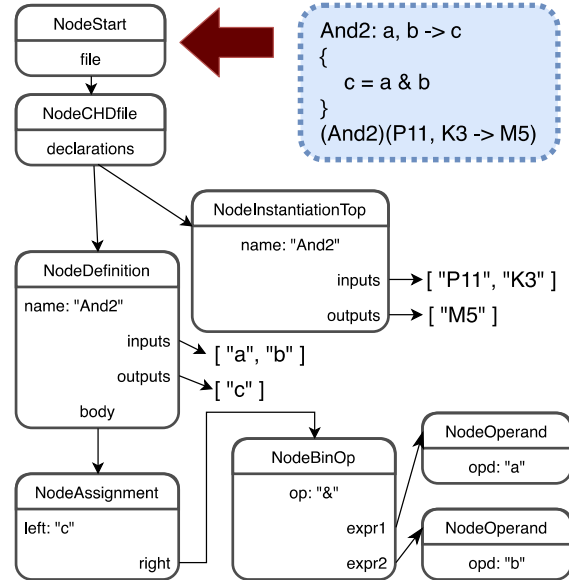 NodeStart
file
And2: a, b -> c
{
c = a & b
}
(And2)(P11, K3 -> M5)
NodeCHDfile
declarations
NodeInstantiationTop
name: "And2"
inputs
[ "P11", "K3" ]
outputs
[ "M5" ]
NodeDefinition
name: "And2"
inputs
[ "a", "b" ]
outputs
[ "c" ]
body
NodeAssignment
left: "c"
right
NodeBinOp
op: "&"
expr1
expr2
NodeOperand
opd: "a"
NodeOperand
opd: "b"